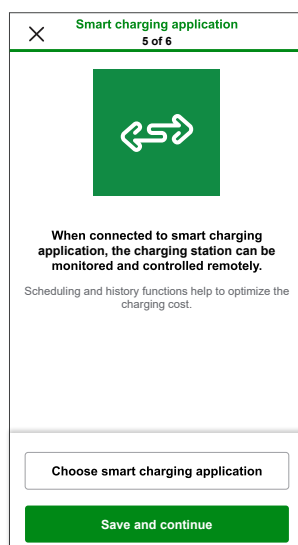 Smart charging application
5 of 6
When connected to smart charging
application, the charging station can be
monitored and controlled remotely.
Scheduling and history functions help to optimize the
charging cost.
Choose smart charging application
Save and continue